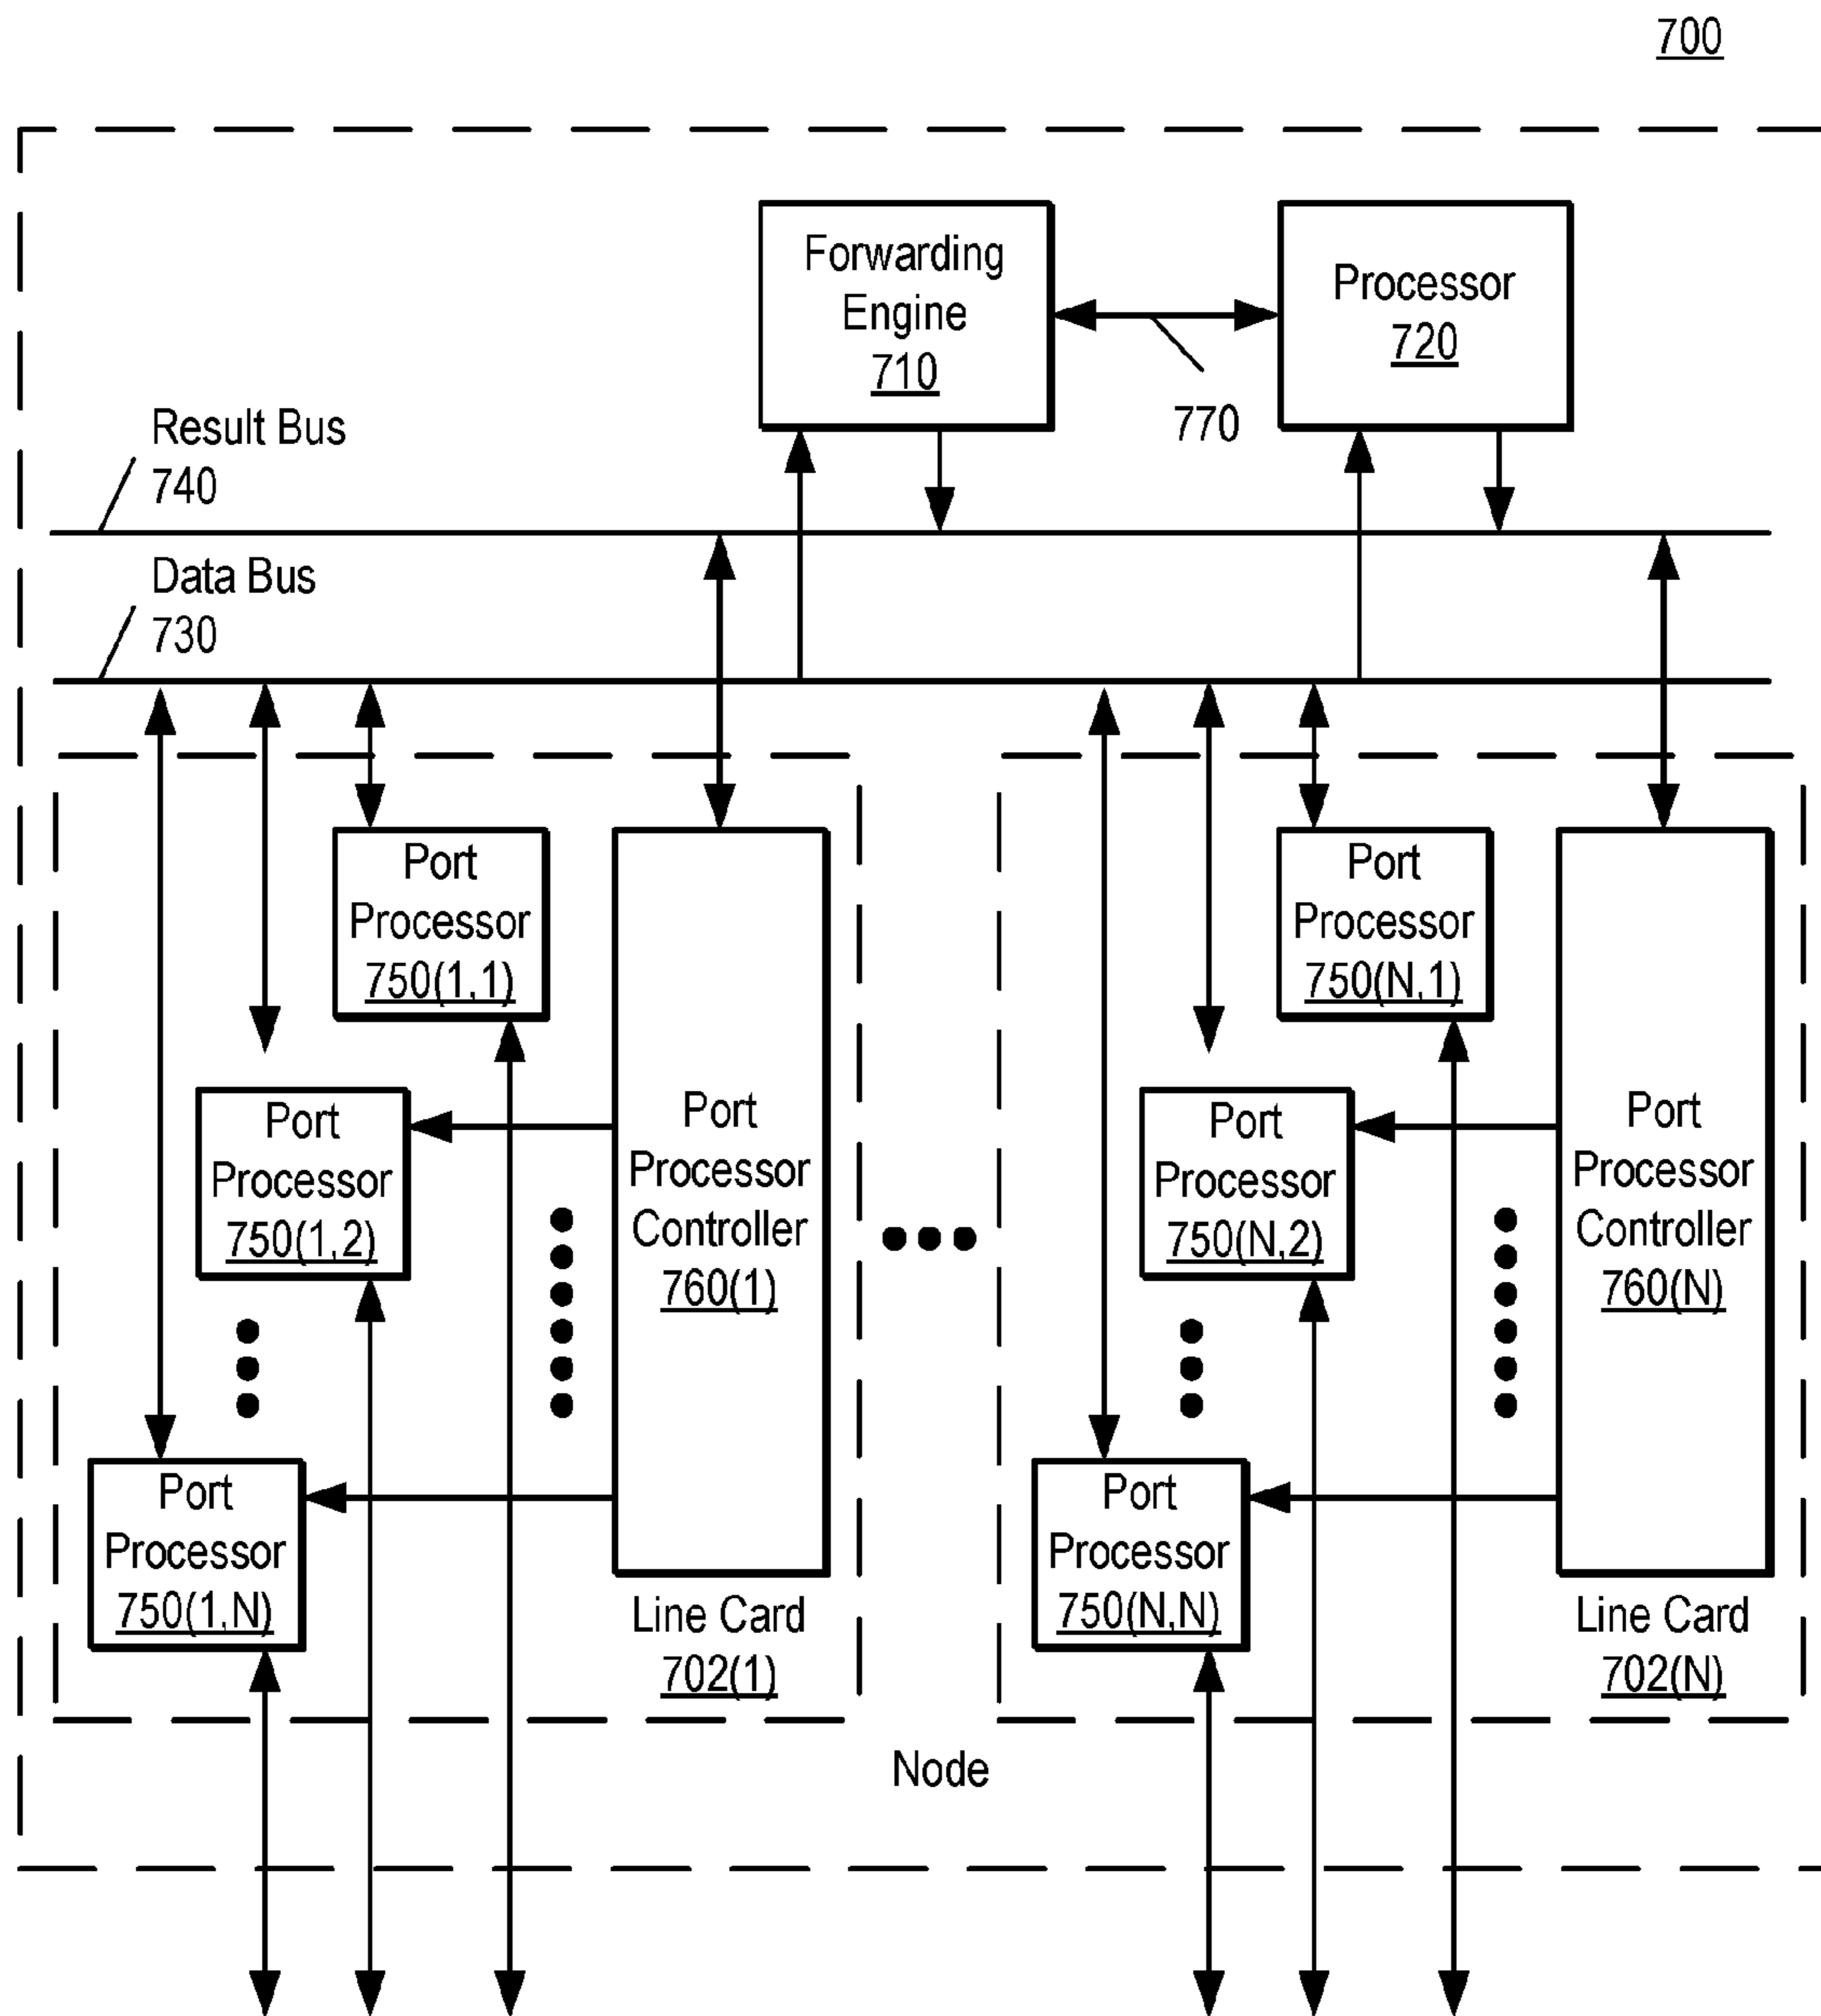 700
Forwarding
Engine
710
Processor
720
770
Result Bus
740
Data Bus
730
Port
Processor
750(1,1)
Port
Processor
750(1,2)
Port
Processor
750(1,N)
Port
Processor
Controller
760(1)
Line Card
702(1)
Port
Processor
750(N,1)
Port
Processor
750(N,2)
Port
Processor
750(N,N)
Port
Processor
Controller
760(N)
Line Card
702(N)
Node